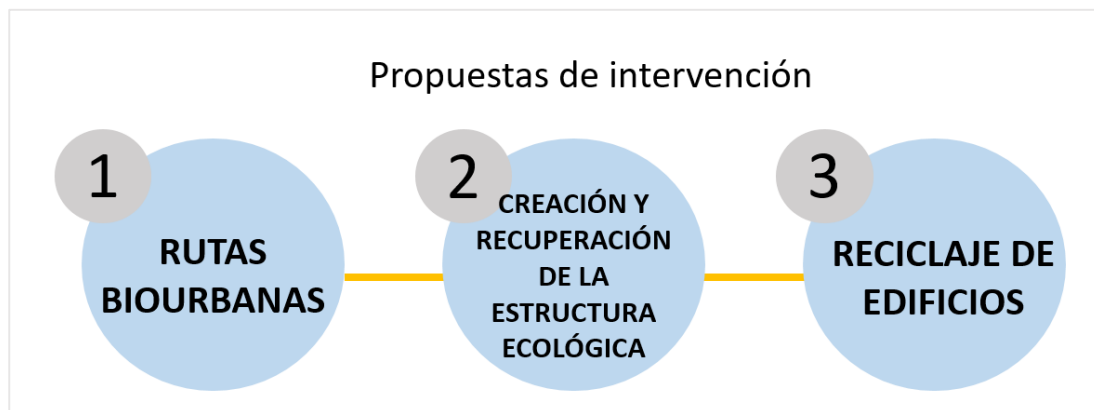 Propuestas de intervención
1
RUTAS
BIOURBANAS
2
CREACIÓN Y
RECUPERACIÓN
DE LA
ESTRUCTURA
ECOLÓGICA
3
RECICLAJE DE
EDIFICIOS